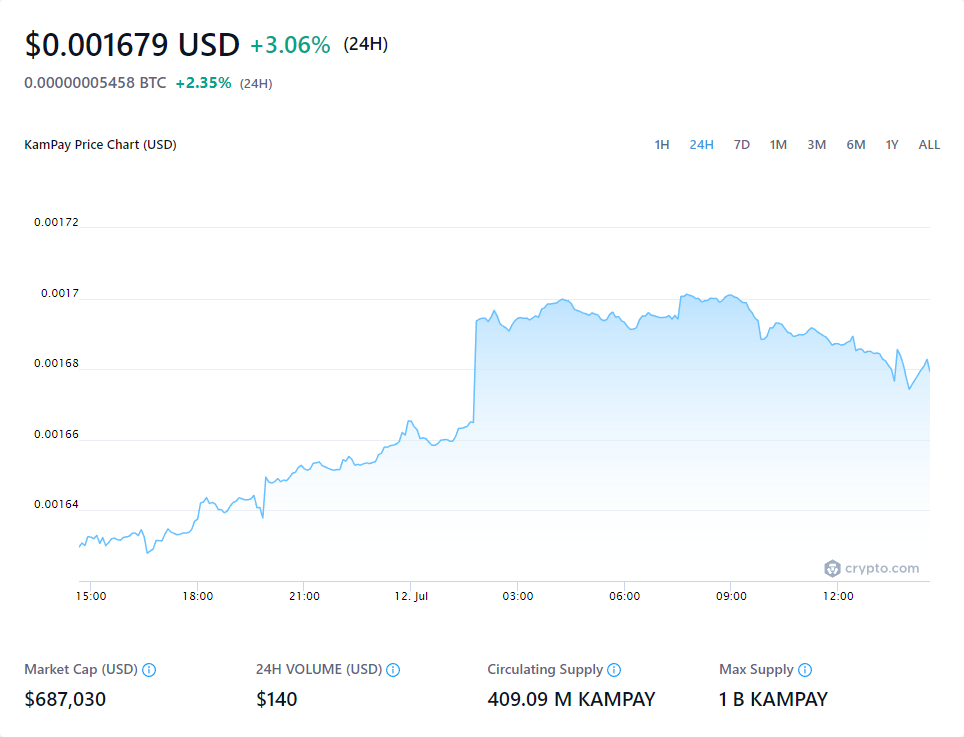 $0.001679 USD +3.06% (24H)
0.00000005458 BTC +2.35% (24H)
KamPay Price Chart (USD) 1H 24H 7D 1M 3M 6M 1Y ALL
0.00172
0.0017
0.00168
0.00166
0.00164
crypto.com
15:00 18:00 21:00 12. Jul 03:00 06:00 09:00 12:00
Market Cap (USD) 24H VOLUME (USD) Circulating Supply Max Supply
$687,030 $140 409.09 M KAMPAY 1 B KAMPAY